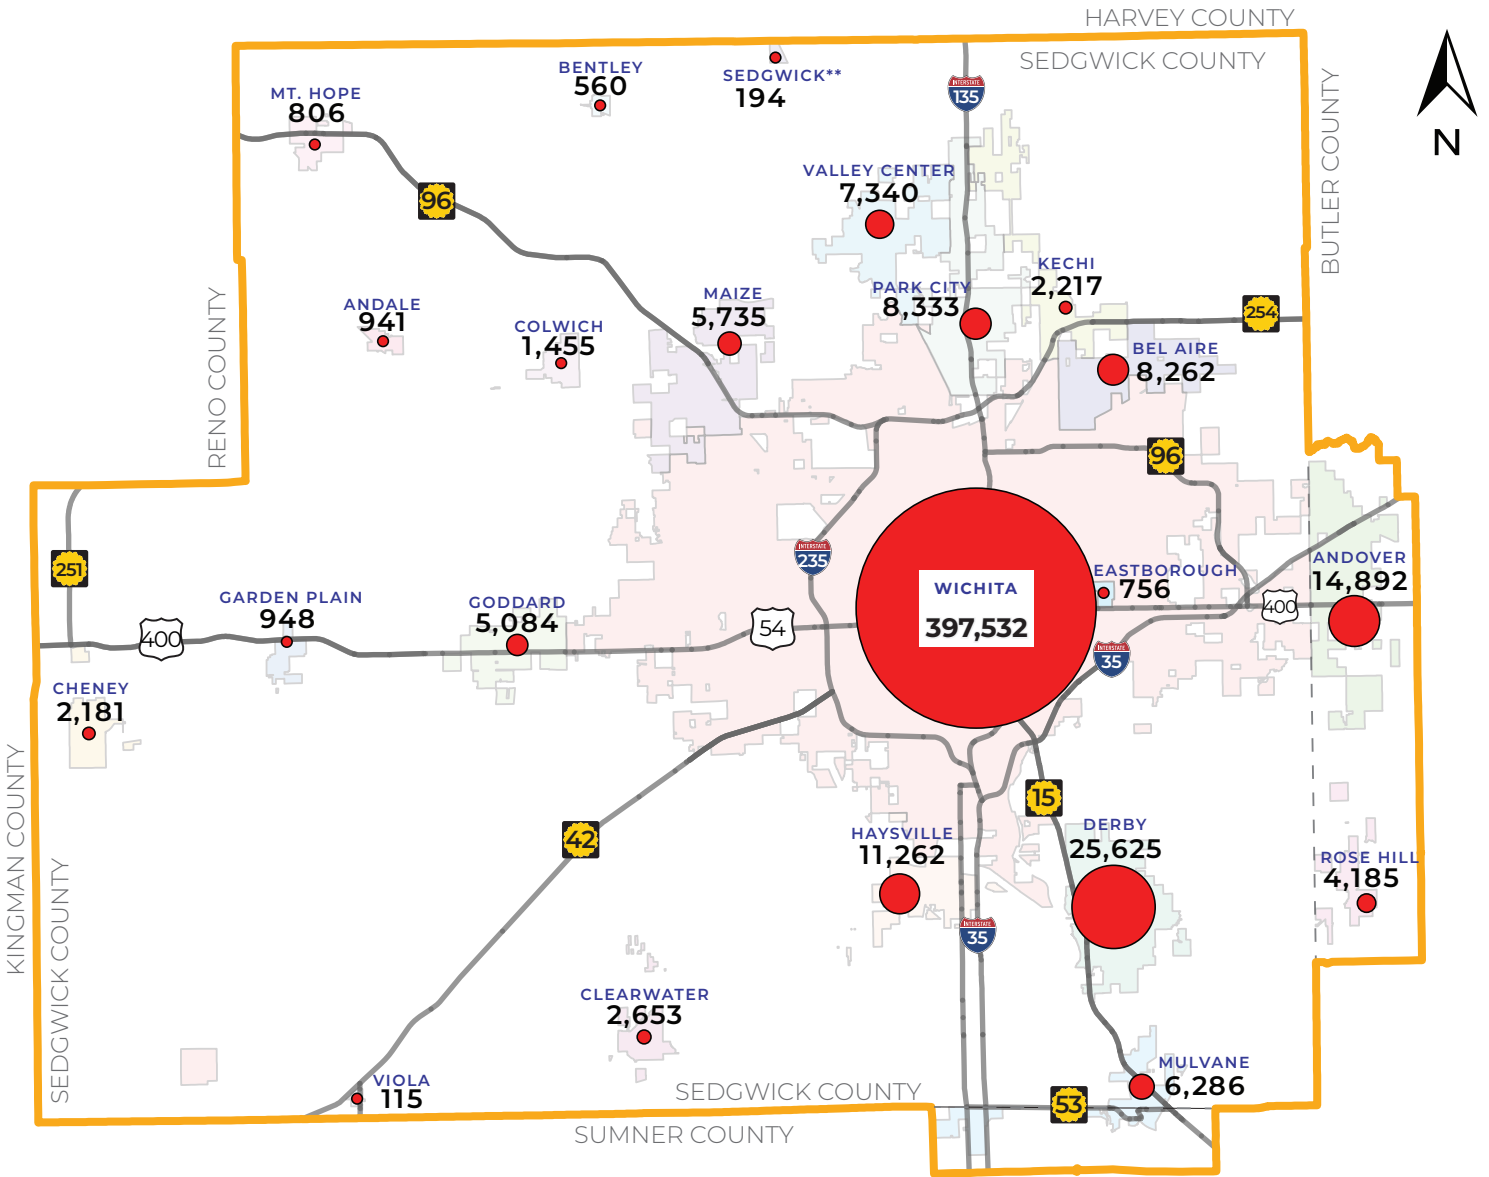 HARVEY COUNTY
SEDGWICK COUNTY
BUTLER COUNTY
N
MT. HOPE
806
BENTLEY
560
SEDGWICK**
194
INTERSTATE
135
96
VALLEY CENTER
7,340
KECHI
2,217
PARK CITY
8,333
254
RENO COUNTY
ANDALE
941
COLWICH
1,455
MAIZE
5,735
BEL AIRE
8,262
96
251
INTERSTATE
235
WICHITA
397,532
EASTBOROUGH
756
ANDOVER
14,892
400
GARDEN PLAIN
948
400
GODDARD
5,084
54
INTERSTATE
35
CHENEY
2,181
KINGMAN COUNTY
SEDGWICK COUNTY
42
15
HAYSVILLE
11,262
DERBY
25,625
ROSE HILL
4,185
INTERSTATE
35
CLEARWATER
2,653
VIOLA
115
SEDGWICK COUNTY
SUMNER COUNTY
53
MULVANE
6,286